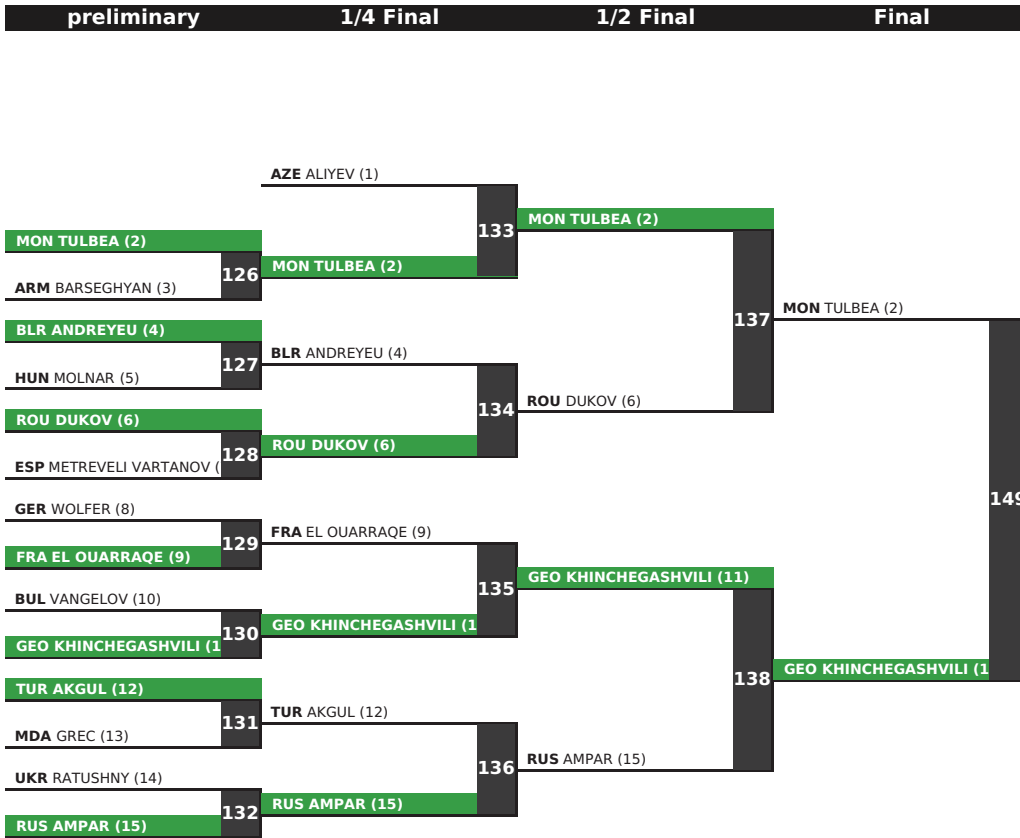 preliminary 1/4 Final 1/2 Final Final
AZE ALIYEV (1)
MON TULBEA (2)
133
MON TULBEA (2)
MON TULBEA (2)
126
ARM BARSEGHYAN (3)
MON TULBEA (2)
137
BLR ANDREYEU (4)
BLR ANDREYEU (4)
127
HUN MOLNAR (5)
134
ROU DUKOV (6)
ROU DUKOV (6)
ROU DUKOV (6)
128
ESP METREVELI VARTANOV (
149
GER WOLFER (8)
FRA EL OUARRAQE (9)
129
FRA EL OUARRAQE (9)
GEO KHINCHEGASHVILI (11)
135
BUL VANGELOV (10)
GEO KHINCHEGASHVILI (1
130
GEO KHINCHEGASHVILI (1
GEO KHINCHEGASHVILI (1
138
TUR AKGUL (12)
TUR AKGUL (12)
131
MDA GREC (13)
RUS AMPAR (15)
136
UKR RATUSHNY (14)
RUS AMPAR (15)
132
RUS AMPAR (15)